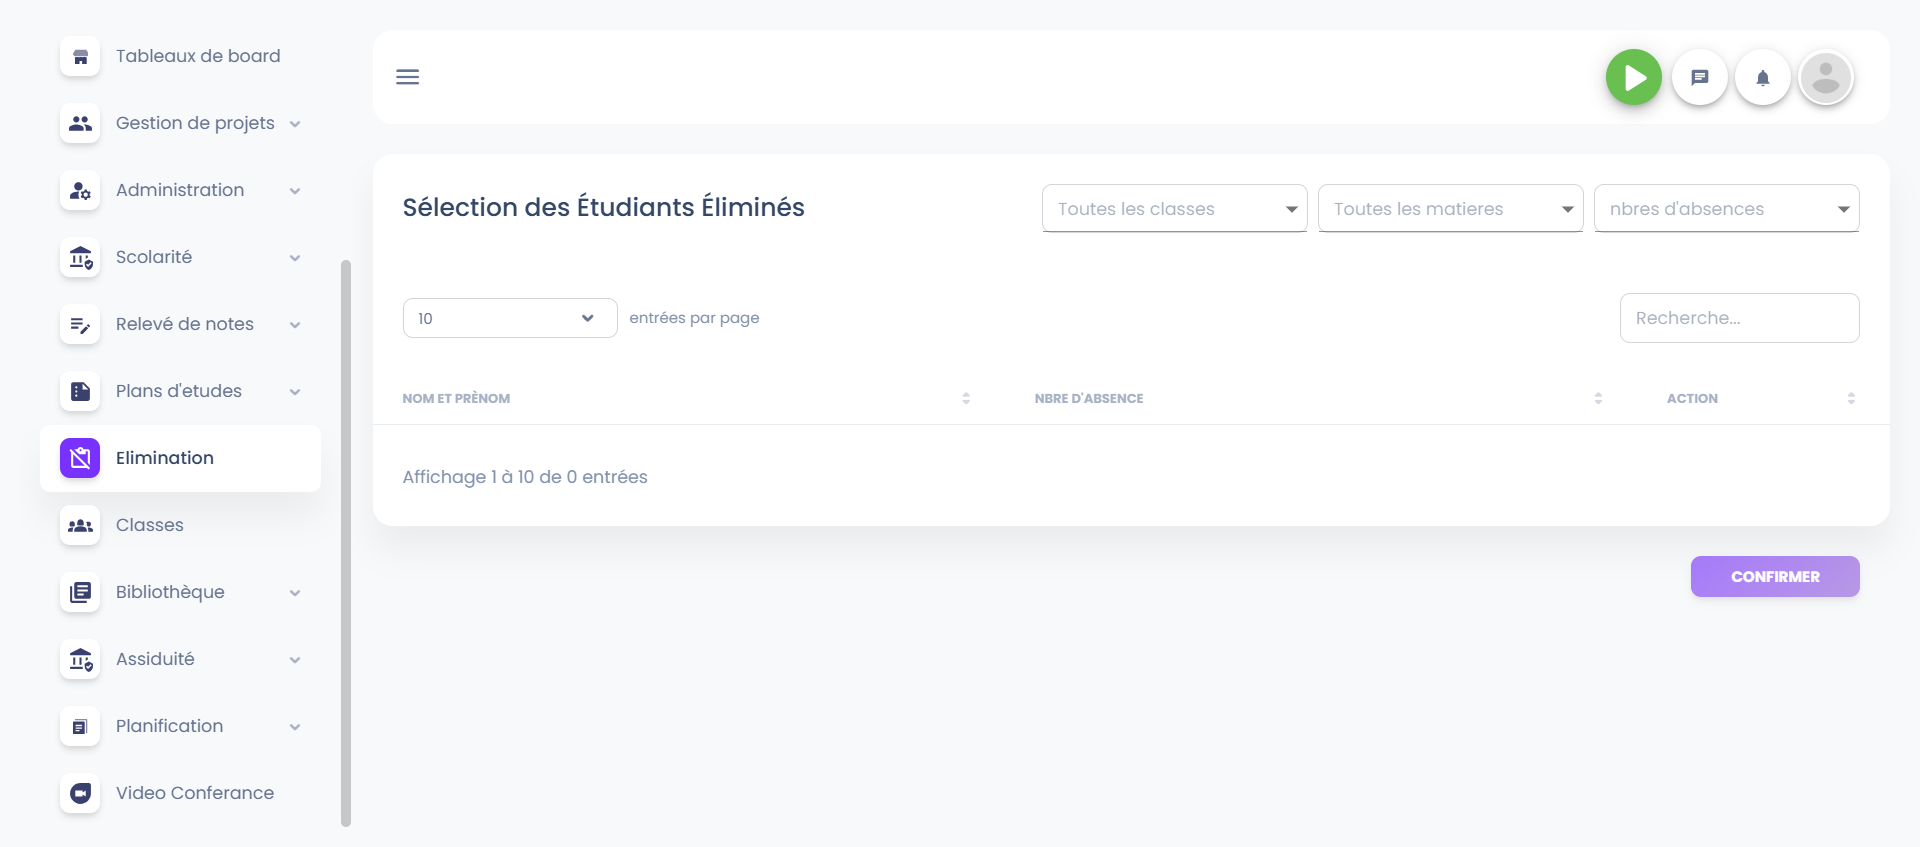 Tableaux de board
Gestion de projets
Administration
Scolarité
Relevé de notes
Plans d'etudes
Elimination
Classes
Bibliothèque
Assiduité
Planification
Video Conferance
Sélection des Étudiants Éliminés
Toutes les classes
Toutes les matieres
nbres d'absences
10
entrées par page
Recherche...
NOM ET PRÈNOM
NBRE D'ABSENCE
ACTION
Affichage 1 à 10 de 0 entrées
CONFIRMER